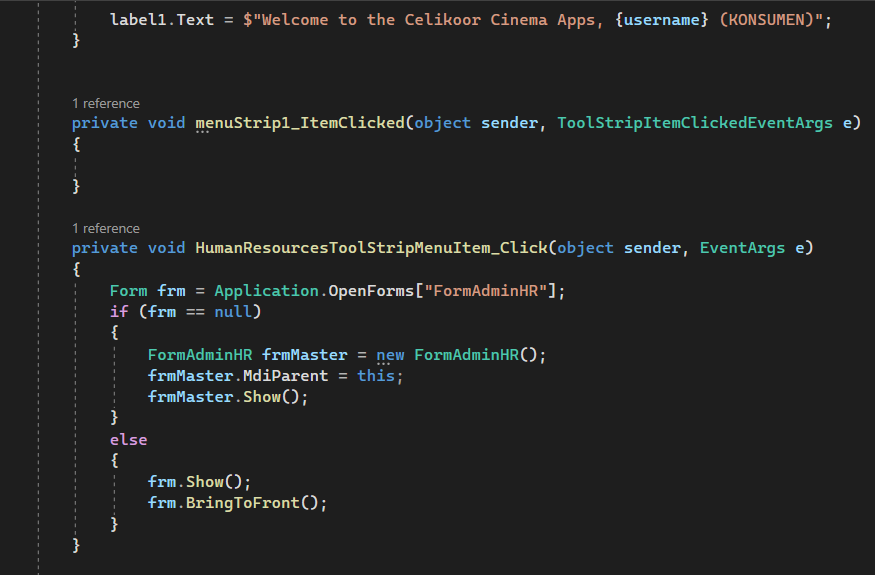 label1.Text = $"Welcome to the Celikoor Cinema Apps, {username} (KONSUMEN)";
}
1 reference
private void menuStrip1_ItemClicked(object sender, ToolStripItemClickedEventArgs e)
{
}
1 reference
private void HumanResourcesToolStripMenuItem_Click(object sender, EventArgs e)
{
Form frm = Application.OpenForms["FormAdminHR"];
if (frm == null)
{
FormAdminHR frmMaster = new FormAdminHR();
frmMaster.MdiParent = this;
frmMaster.Show();
}
else
{
frm.Show();
frm.BringToFront();
}
}